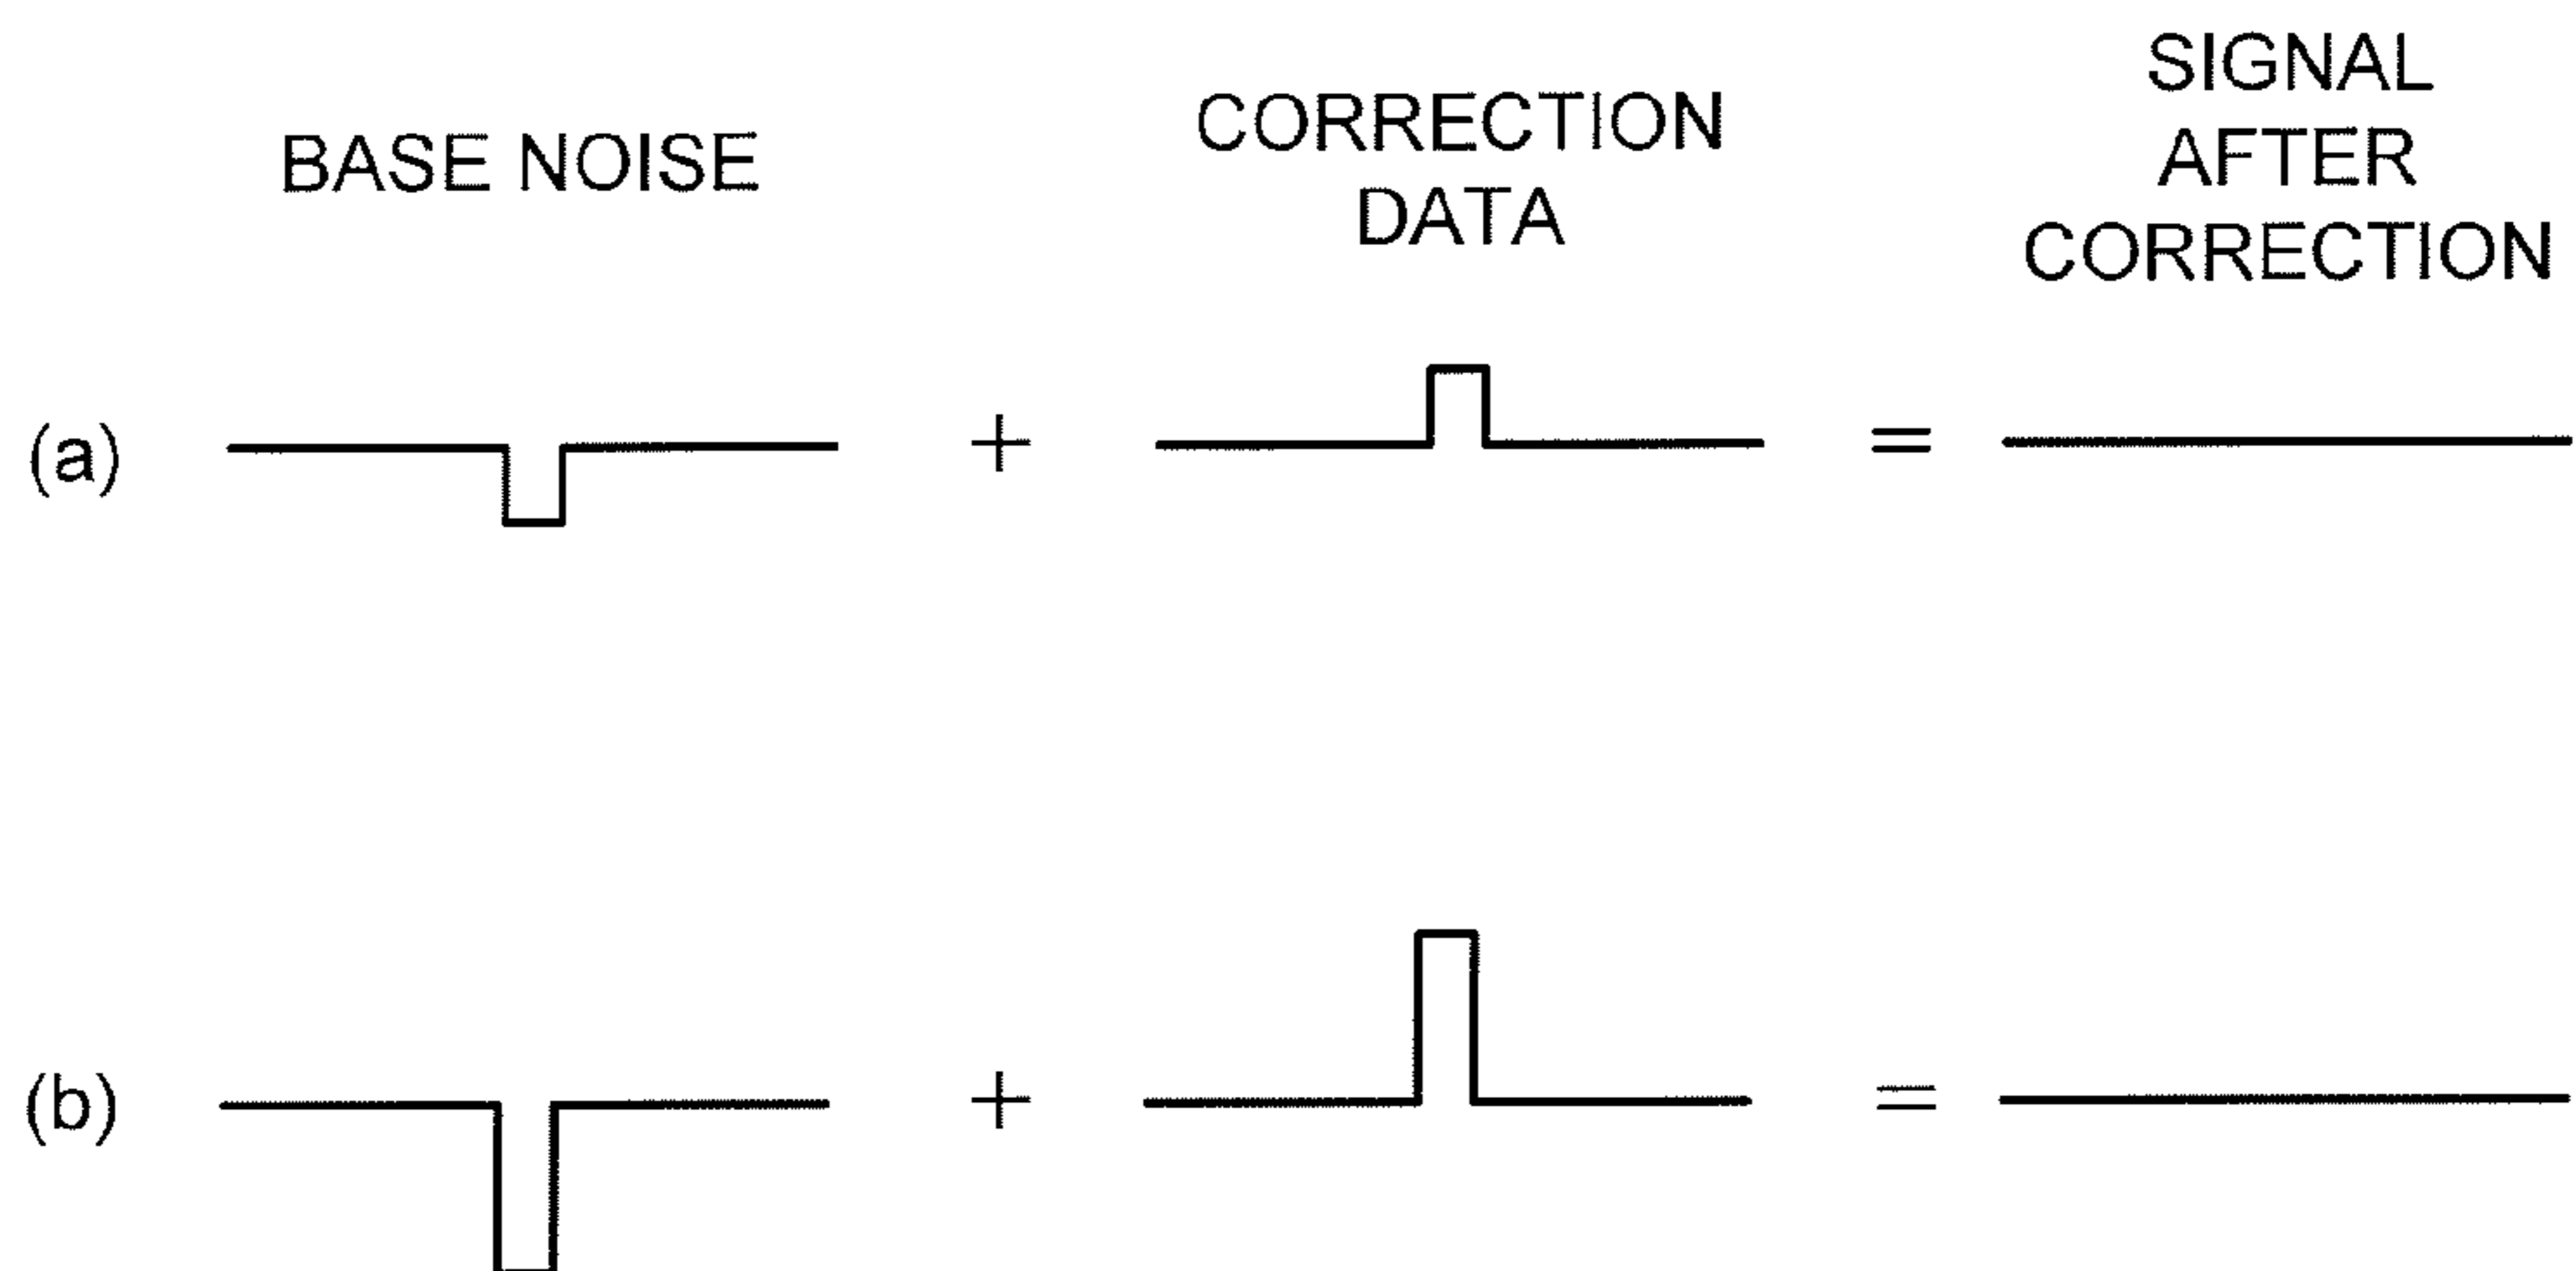 BASE NOISE
CORRECTION
DATA
SIGNAL
AFTER
CORRECTION
(a)
+
=
(b)
+
=